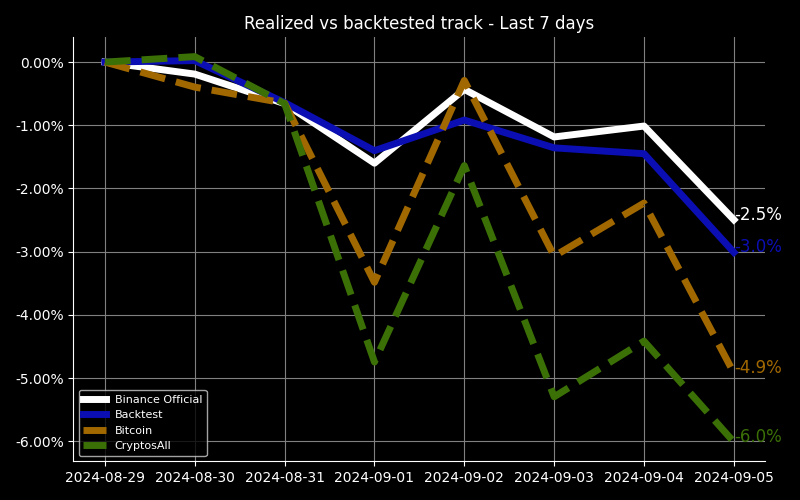 Realized vs backtested track - Last 7 days
0.00%
-1.00%
-2.00%
-3.00%
-4.00%
-5.00%
-6.00%
-2.5%
-3.0%
-4.9%
-6.0%
Binance Official
Backtest
Bitcoin
CryptosAll
2024-08-29 2024-08-30 2024-08-31 2024-09-01 2024-09-02 2024-09-03 2024-09-04 2024-09-05